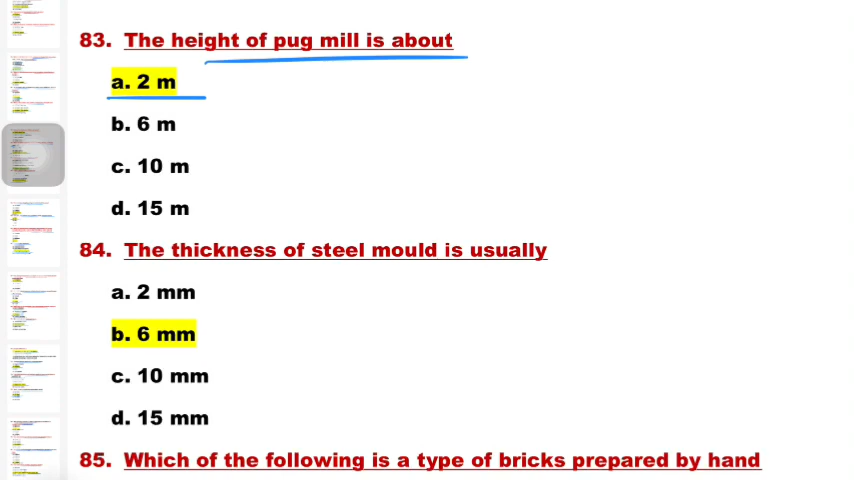 83. The height of pug mill is about
a. 2 m
b. 6 m
c. 10 m
d. 15 m
84. The thickness of steel mould is usually
a. 2 mm
b. 6 mm
c. 10 mm
d. 15 mm
85. Which of the following is a type of bricks prepared by hand